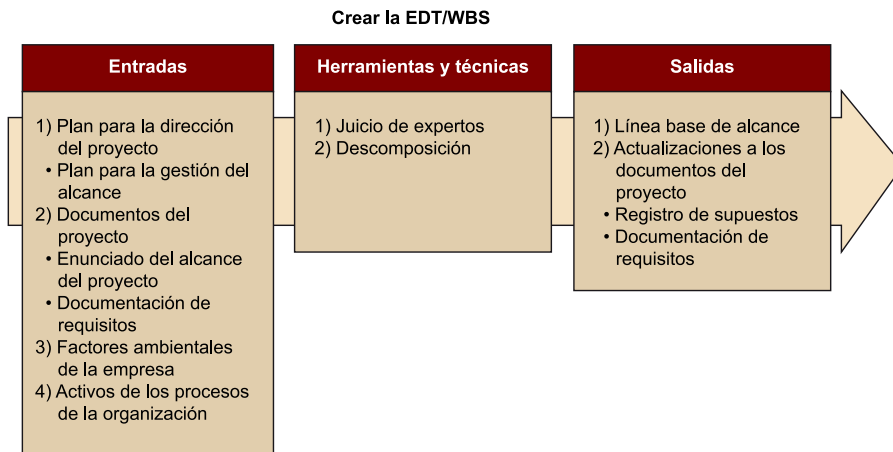 Crear la EDT/WBS
Entradas
1) Plan para la dirección
del proyecto
• Plan para la gestión del
alcance
2) Documentos del
proyecto
• Enunciado del alcance
del proyecto
• Documentación de
requisitos
3) Factores ambientales
de la empresa
4) Activos de los procesos
de la organización
Herramientas y técnicas
1) Juicio de expertos
2) Descomposición
Salidas
1) Línea base de alcance
2) Actualizaciones a los
documentos del
proyecto
• Registro de supuestos
• Documentación de
requisitos